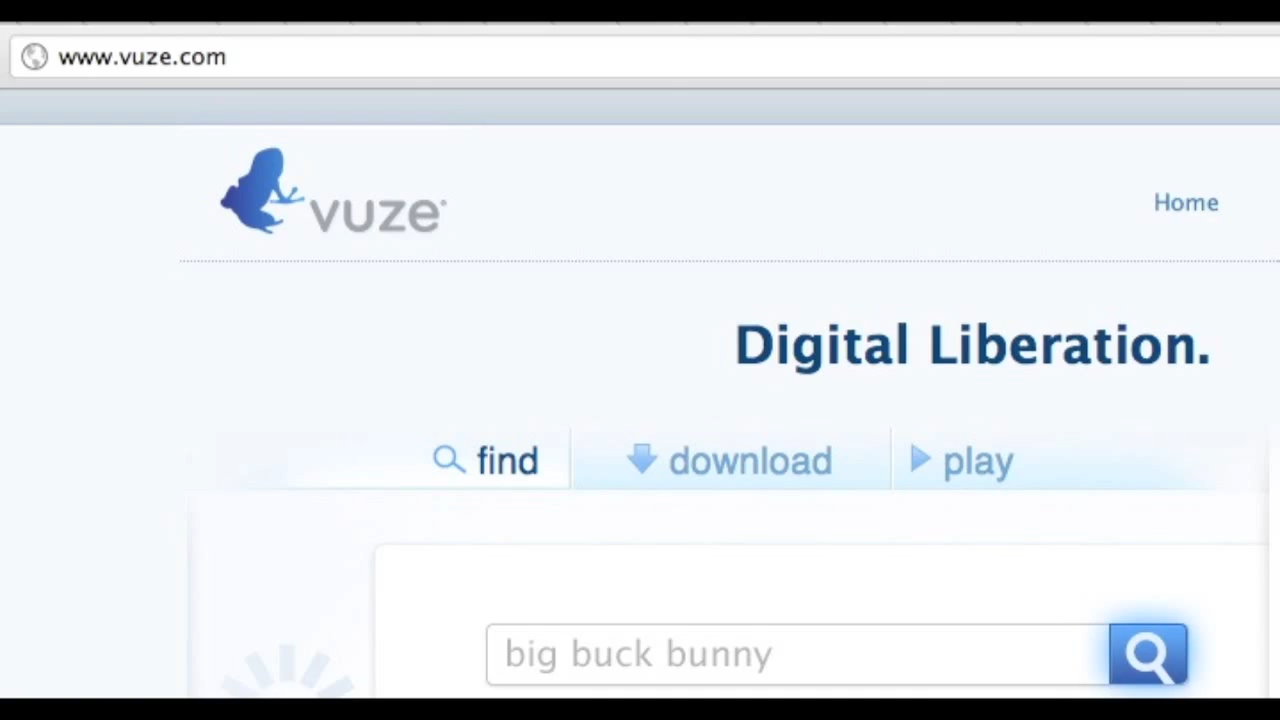 www.vuze.com
vuze
Home
Digital Liberation.
find download play
big buck bunny